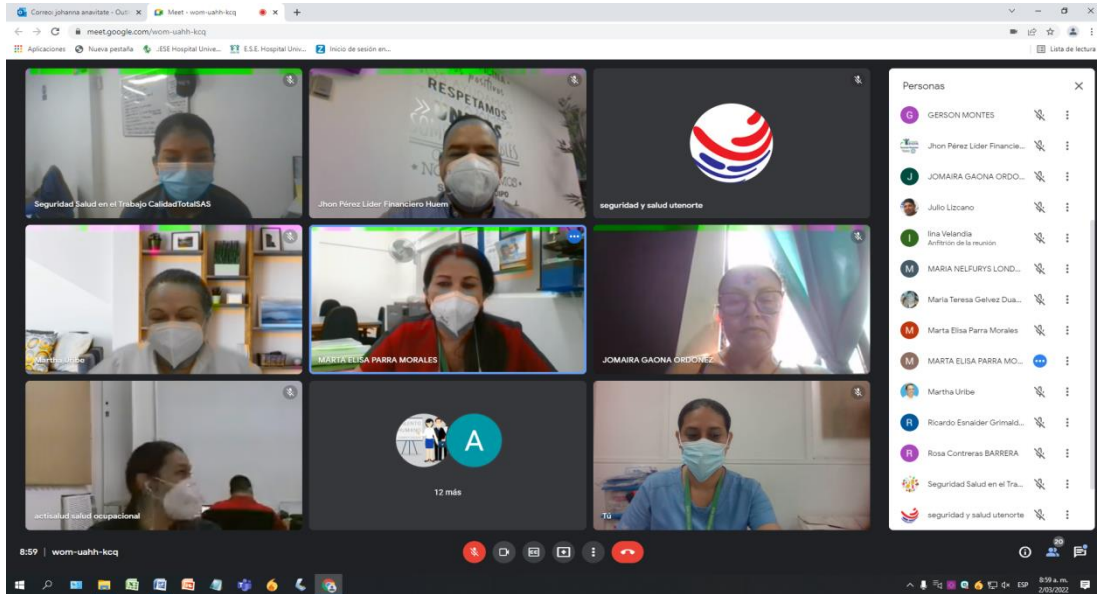 Correo: johanna anavitate - Outl
Meet - wom-uahh-kcq
meet.google.com/wom-uahh-kcq
Aplicaciones
Nueva pestaña
.:ESE Hospital Unive...
E.S.E. Hospital Univ...
Inicio de sesión en...
Lista de lectura
RESPETAMOS
Seguridad Salud en el Trabajo CalidadTotalSAS
Jhon Pérez Lider Financiero Huem
seguridad y salud utenorte
Martha Uribe
MARTA ELISA PARRA MORALES
JOMAIRA GAONA ORDOÑEZ
actisalud salud ocupacional
A
12 más
Tú
Personas
G GERSON MONTES
Jhon Pérez Lider Financie...
J JOMAIRA GAONA ORDO...
Julio Lizcano
I lina Velandia
Anfitrión de la reunión
M MARIA NELFURYS LOND...
Maria Teresa Gelvez Dua...
M Marta Elisa Parra Morales
M MARTA ELISA PARRA MO...
Martha Uribe
R Ricardo Esnaider Grimald...
R Rosa Contreras BARRERA
Seguridad Salud en el Tra...
seguridad y salud utenorte
8:59 | wom-uahh-kcq
20
ESP
8:59 a. m.
2/03/2022